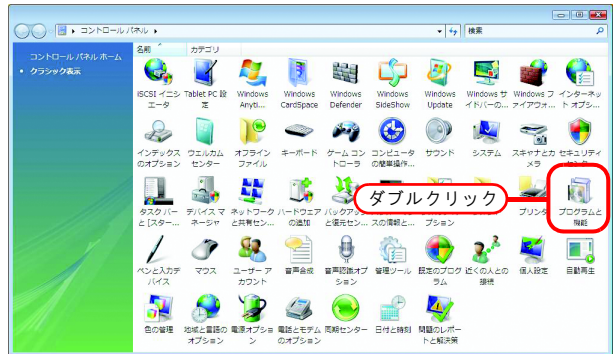 コントロール パネル
検索
コントロール パネル ホーム
クラシック表示
名前 カテゴリ
iSCSI イニシエータ
Tablet PC 設定
Windows Anyti...
Windows CardSpace
Windows Defender
Windows SideShow
Windows Update
Windows サイドバーの...
Windows ファイアウォ...
インターネット オプシ...
インデックスのオプション
ウェルカム センター
オフライン ファイル
キーボード
ゲーム コントローラ
コンピュータの簡単操作...
サウンド
システム
スキャナとカメラ
セキュリティ
タスク バーと [スター...
デバイス マネージャ
ネットワークと共有セン...
ハードウェアの追加
バックアップと復元セン...
スの情報と...
プション
プリンタ
プログラムと機能
ダブルクリック
ペンと入力デバイス
マウス
ユーザー アカウント
音声合成
音声認識オプション
管理ツール
既定のプログラム
近くの人との接続
個人設定
自動再生
色の管理
地域と言語のオプション
電源オプション
電話とモデムのオプション
同期センター
日付と時刻
問題のレポートと解決策